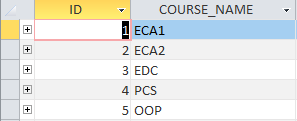 ID COURSE_NAME
1 ECA1
2 ECA2
3 EDC
4 PCS
5 OOP